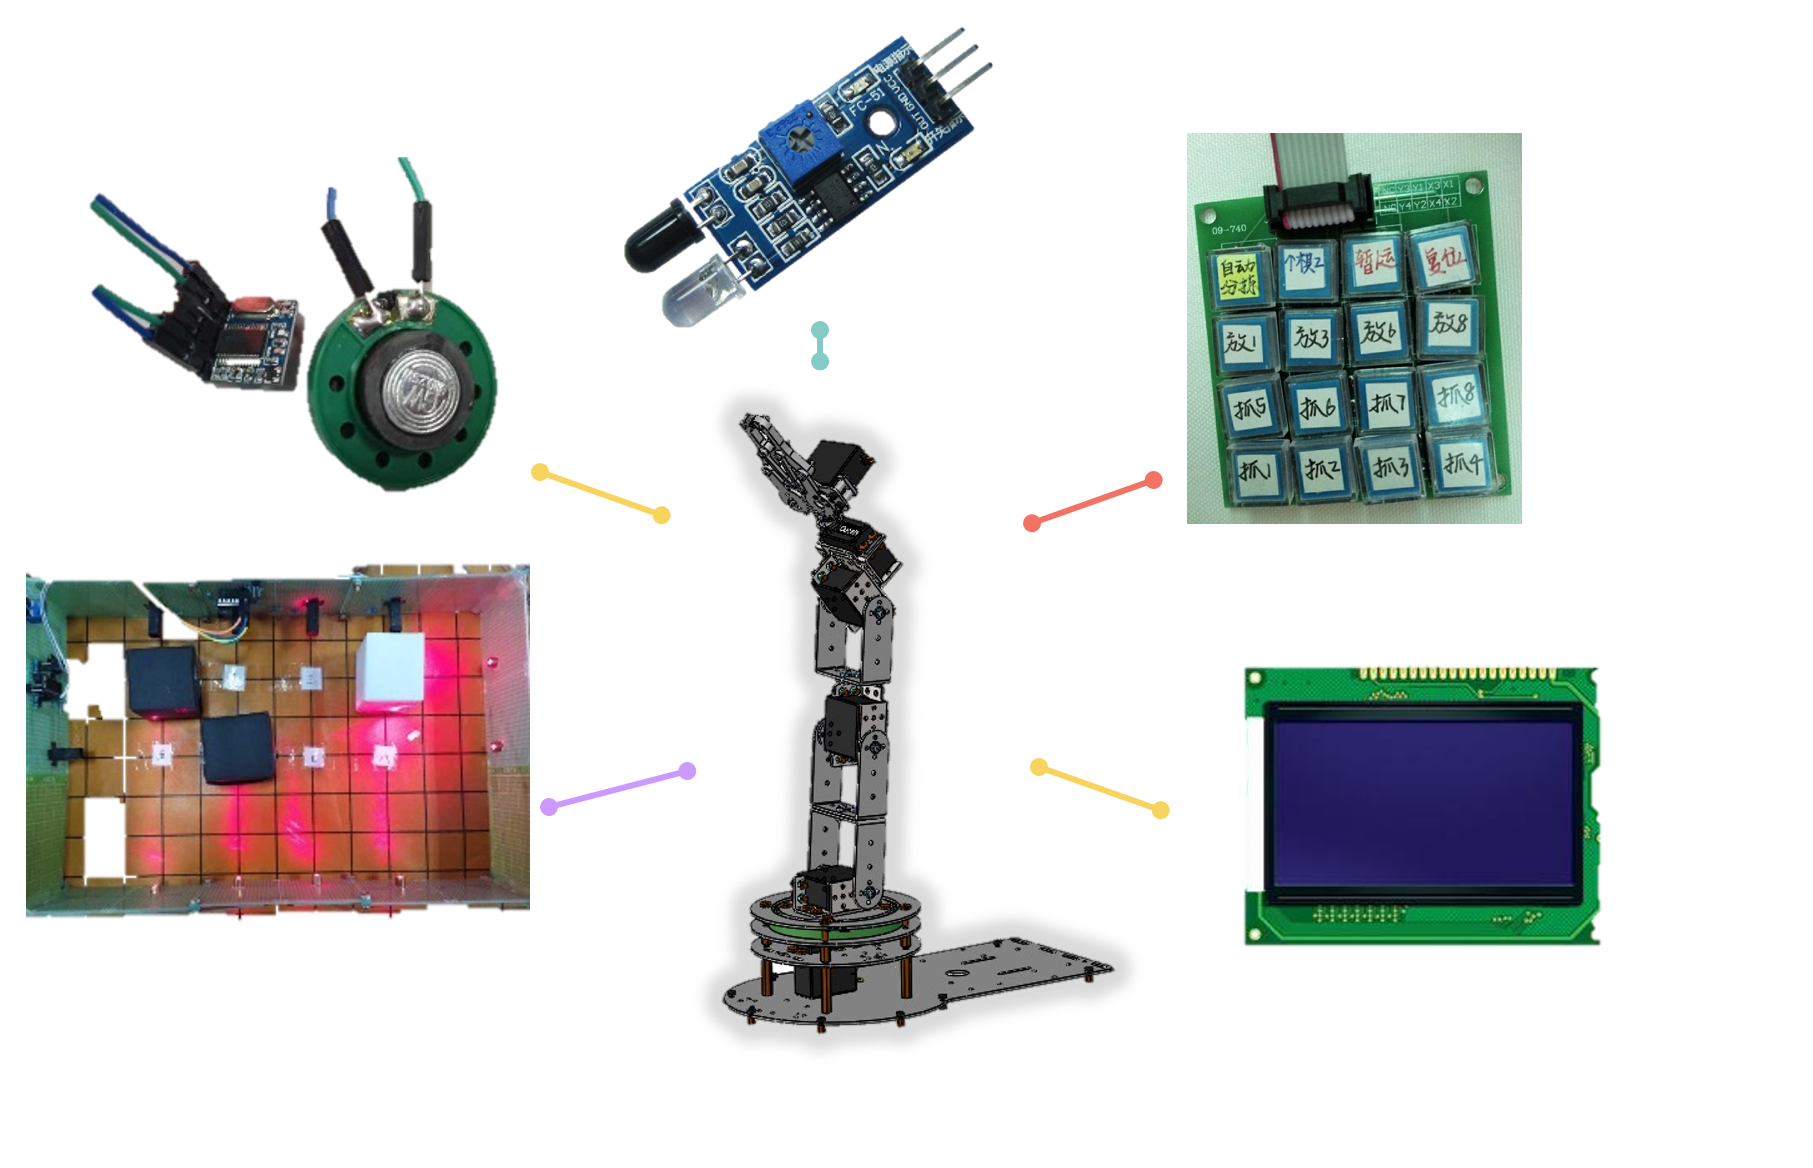 FC-51
OUT GND VCC
NC Y3 Y1 X3 X1
NC Y4 Y2 X4 X2
09-740
自动
分拣
个模2
暂运
复位
放1
放3
放6
放8
抓5
抓6
抓7
抓8
抓1
抓2
抓3
抓4